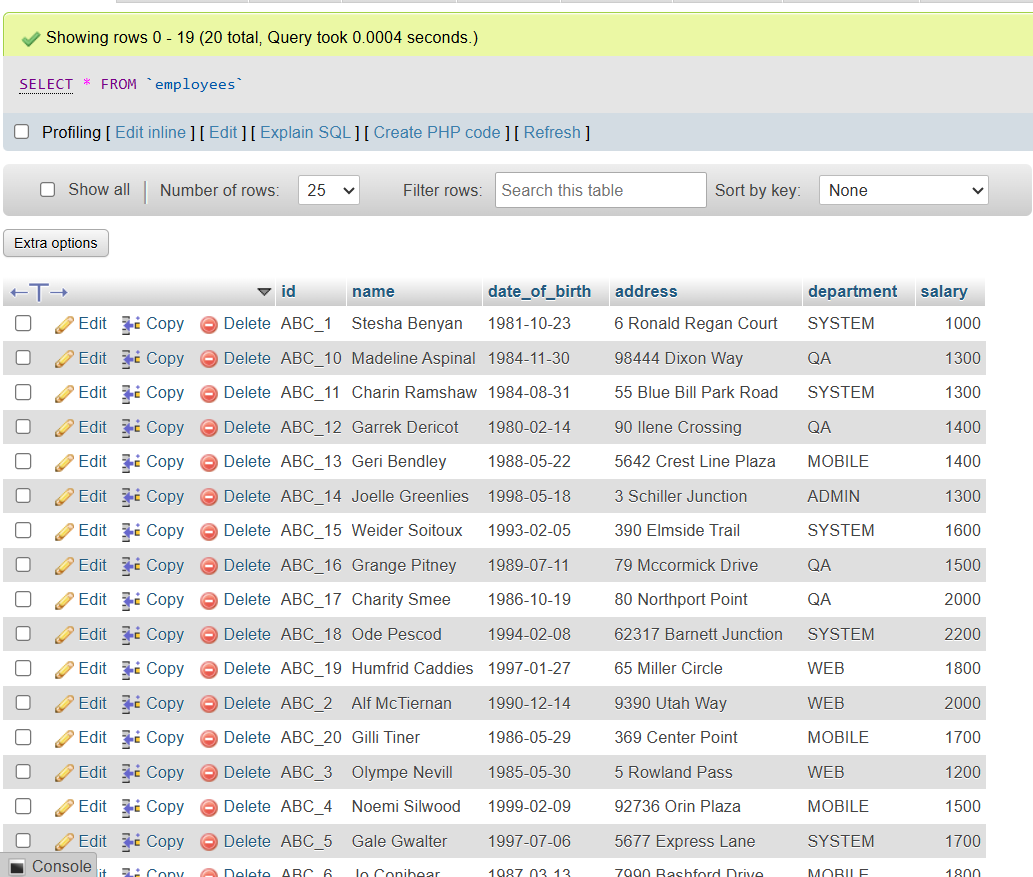 Showing rows 0 - 19 (20 total, Query took 0.0004 seconds.)
SELECT * FROM `employees`
Profiling [ Edit inline ] [ Edit ] [ Explain SQL ] [ Create PHP code ] [ Refresh ]
Show all | Number of rows: 25 Filter rows: Search this table Sort by key: None
Extra options
←T→ id name date_of_birth address department salary
Edit Copy Delete ABC_1 Stesha Benyan 1981-10-23 6 Ronald Regan Court SYSTEM 1000
Edit Copy Delete ABC_10 Madeline Aspinal 1984-11-30 98444 Dixon Way QA 1300
Edit Copy Delete ABC_11 Charin Ramshaw 1984-08-31 55 Blue Bill Park Road SYSTEM 1300
Edit Copy Delete ABC_12 Garrek Dericot 1980-02-14 90 Ilene Crossing QA 1400
Edit Copy Delete ABC_13 Geri Bendley 1988-05-22 5642 Crest Line Plaza MOBILE 1400
Edit Copy Delete ABC_14 Joelle Greenlies 1998-05-18 3 Schiller Junction ADMIN 1300
Edit Copy Delete ABC_15 Weider Soitoux 1993-02-05 390 Elmside Trail SYSTEM 1600
Edit Copy Delete ABC_16 Grange Pitney 1989-07-11 79 Mccormick Drive QA 1500
Edit Copy Delete ABC_17 Charity Smee 1986-10-19 80 Northport Point QA 2000
Edit Copy Delete ABC_18 Ode Pescod 1994-02-08 62317 Barnett Junction SYSTEM 2200
Edit Copy Delete ABC_19 Humfrid Caddies 1997-01-27 65 Miller Circle WEB 1800
Edit Copy Delete ABC_2 Alf McTiernan 1990-12-14 9390 Utah Way WEB 2000
Edit Copy Delete ABC_20 Gilli Tiner 1986-05-29 369 Center Point MOBILE 1700
Edit Copy Delete ABC_3 Olympe Nevill 1985-05-30 5 Rowland Pass WEB 1200
Edit Copy Delete ABC_4 Noemi Silwood 1999-02-09 92736 Orin Plaza MOBILE 1500
Edit Copy Delete ABC_5 Gale Gwalter 1997-07-06 5677 Express Lane SYSTEM 1700
Console Copy Delete ABC_6 Jo Conibear 1987-03-13 7990 Bashford Drive MOBILE 1800